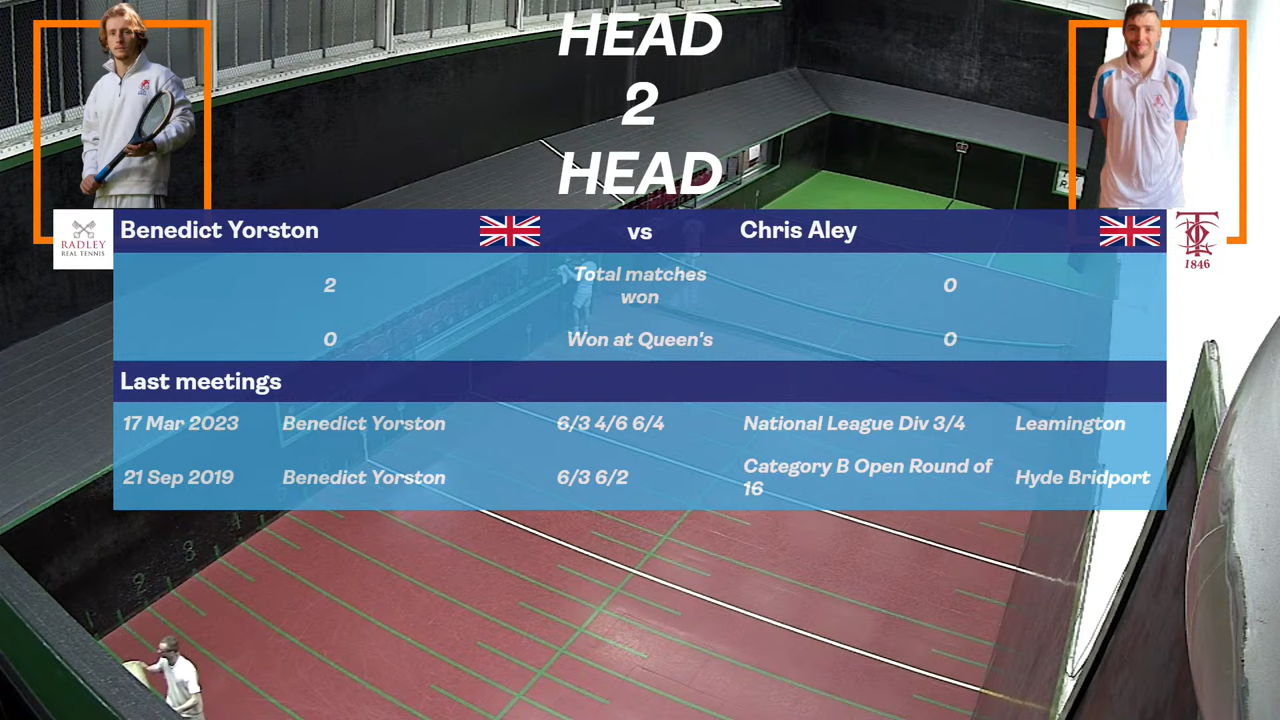 HEAD
2
HEAD
RADLEY
REAL TENNIS
Benedict Yorston
vs
Chris Aley
1846
2
Total matches
won
0
0
Won at Queen's
0
Last meetings
17 Mar 2023 Benedict Yorston 6/3 4/6 6/4 National League Div 3/4 Leamington
21 Sep 2019 Benedict Yorston 6/3 6/2 Category B Open Round of
16
Hyde Bridport